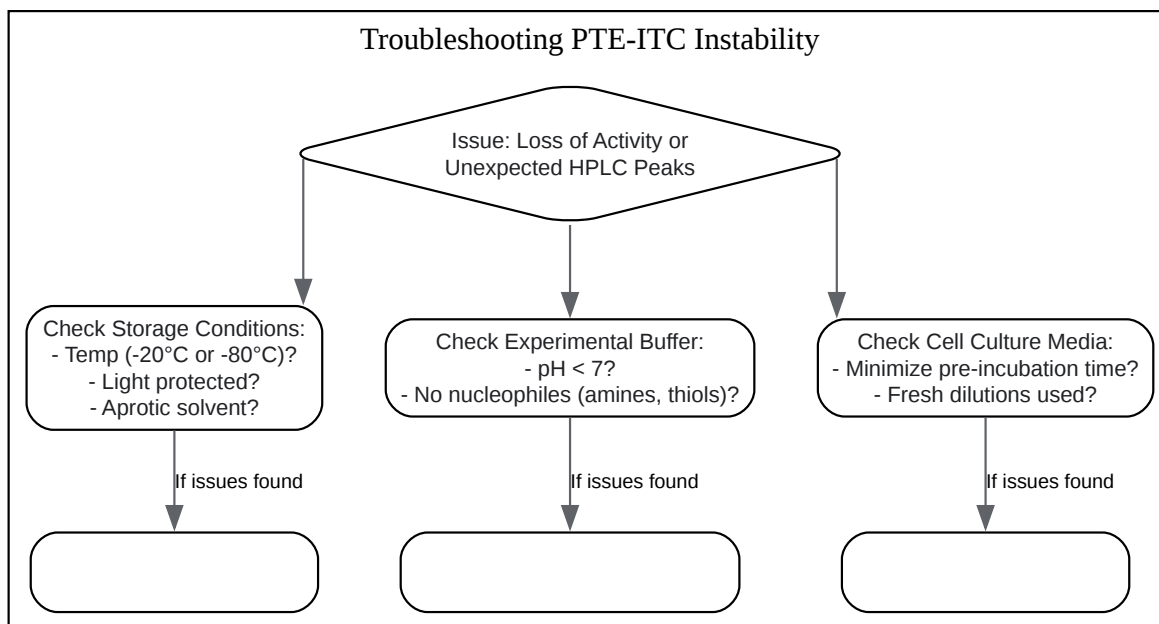 Troubleshooting PTE-ITC Instability
Issue: Loss of Activity or
Unexpected HPLC Peaks
Check Storage Conditions:
- Temp (-20°C or -80°C)?
- Light protected?
- Aprotic solvent?
Check Experimental Buffer:
- pH < 7?
- No nucleophiles (amines, thiols)?
Check Cell Culture Media:
- Minimize pre-incubation time?
- Fresh dilutions used?
If issues found
If issues found
If issues found